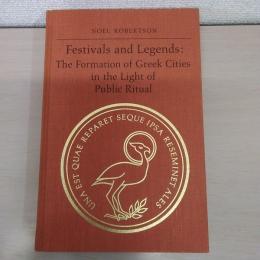 NOEL ROBERTSON
Festivals and Legends:
The Formation of Greek Cities
in the Light of
Public Ritual
UNA EST QUAE REPARET SEQUE IPSA RESEMINET ALES